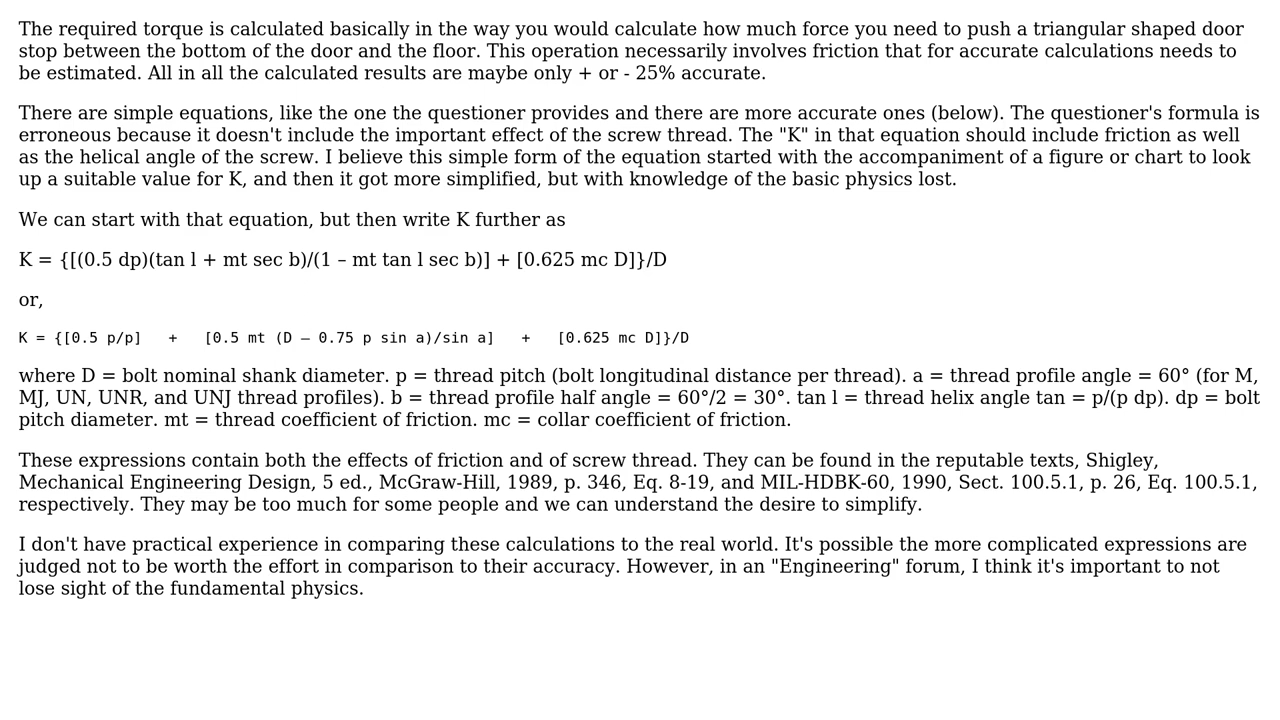 The required torque is calculated basically in the way you would calculate how much force you need to push a triangular shaped door
stop between the bottom of the door and the floor. This operation necessarily involves friction that for accurate calculations needs to
be estimated. All in all the calculated results are maybe only + or - 25% accurate.
There are simple equations, like the one the questioner provides and there are more accurate ones (below). The questioner's formula is
erroneous because it doesn't include the important effect of the screw thread. The "K" in that equation should include friction as well
as the helical angle of the screw. I believe this simple form of the equation started with the accompaniment of a figure or chart to look
up a suitable value for K, and then it got more simplified, but with knowledge of the basic physics lost.
We can start with that equation, but then write K further as
K = {[(0.5 dp)(tan l + mt sec b)/(1 – mt tan l sec b)] + [0.625 mc D]}/D
or,
K = {[0.5 p/p]   +   [0.5 mt (D – 0.75 p sin a)/sin a]   +   [0.625 mc D]}/D
where D = bolt nominal shank diameter. p = thread pitch (bolt longitudinal distance per thread). a = thread profile angle = 60° (for M,
MJ, UN, UNR, and UNJ thread profiles). b = thread profile half angle = 60°/2 = 30°. tan l = thread helix angle tan = p/(p dp). dp = bolt
pitch diameter. mt = thread coefficient of friction. mc = collar coefficient of friction.
These expressions contain both the effects of friction and of screw thread. They can be found in the reputable texts, Shigley,
Mechanical Engineering Design, 5 ed., McGraw-Hill, 1989, p. 346, Eq. 8-19, and MIL-HDBK-60, 1990, Sect. 100.5.1, p. 26, Eq. 100.5.1,
respectively. They may be too much for some people and we can understand the desire to simplify.
I don't have practical experience in comparing these calculations to the real world. It's possible the more complicated expressions are
judged not to be worth the effort in comparison to their accuracy. However, in an "Engineering" forum, I think it's important to not
lose sight of the fundamental physics.